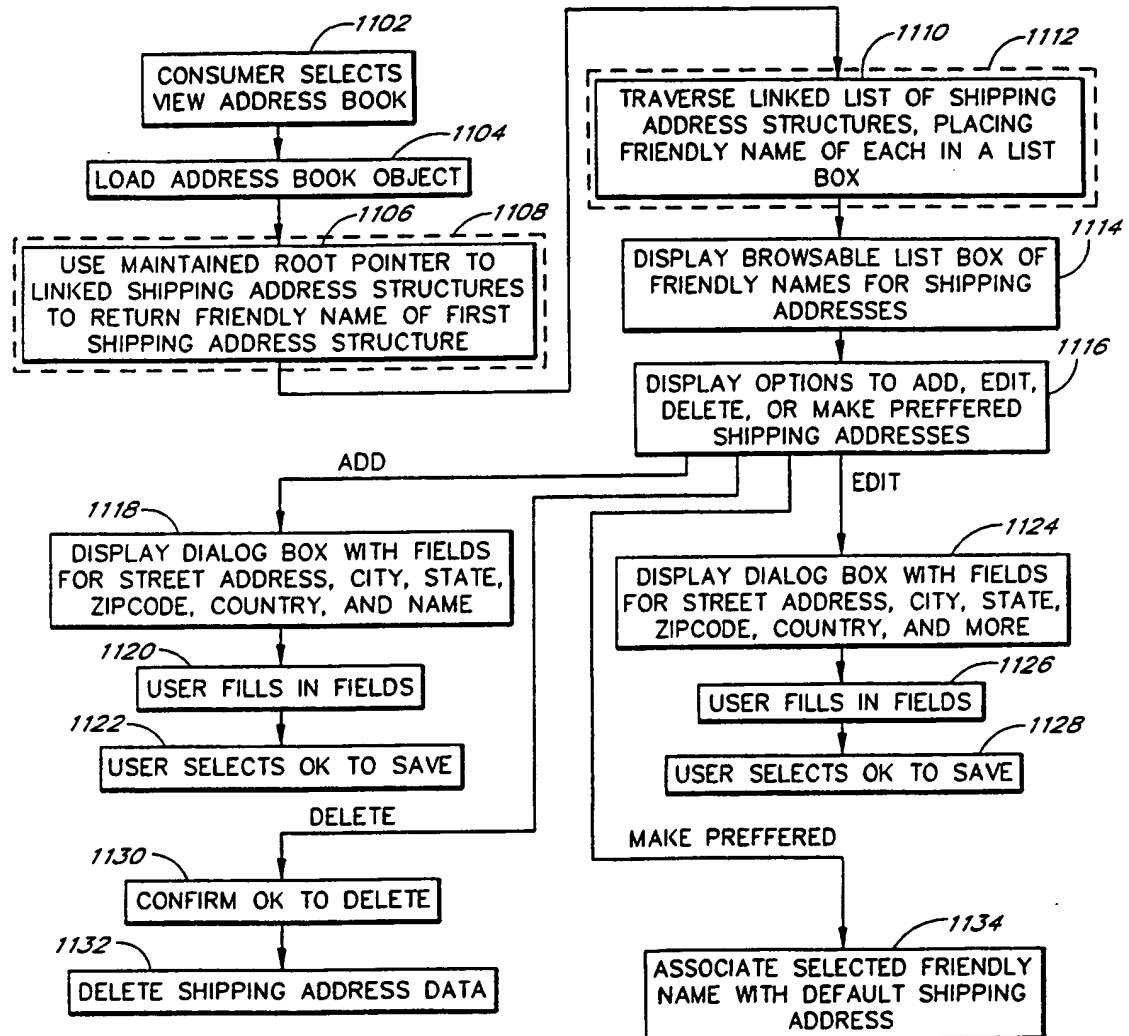 1102
CONSUMER SELECTS
VIEW ADDRESS BOOK
1104
LOAD ADDRESS BOOK OBJECT
1106
1108
USE MAINTAINED ROOT POINTER TO
LINKED SHIPPING ADDRESS STRUCTURES
TO RETURN FRIENDLY NAME OF FIRST
SHIPPING ADDRESS STRUCTURE
1110
1112
TRAVERSE LINKED LIST OF SHIPPING
ADDRESS STRUCTURES, PLACING
FRIENDLY NAME OF EACH IN A LIST
BOX
1114
DISPLAY BROWSABLE LIST BOX OF
FRIENDLY NAMES FOR SHIPPING
ADDRESSES
1116
DISPLAY OPTIONS TO ADD, EDIT,
DELETE, OR MAKE PREFFERED
SHIPPING ADDRESSES
ADD
1118
DISPLAY DIALOG BOX WITH FIELDS
FOR STREET ADDRESS, CITY, STATE,
ZIPCODE, COUNTRY, AND NAME
1120
USER FILLS IN FIELDS
1122
USER SELECTS OK TO SAVE
EDIT
1124
DISPLAY DIALOG BOX WITH FIELDS
FOR STREET ADDRESS, CITY, STATE,
ZIPCODE, COUNTRY, AND MORE
1126
USER FILLS IN FIELDS
1128
USER SELECTS OK TO SAVE
DELETE
1130
CONFIRM OK TO DELETE
1132
DELETE SHIPPING ADDRESS DATA
MAKE PREFFERED
1134
ASSOCIATE SELECTED FRIENDLY
NAME WITH DEFAULT SHIPPING
ADDRESS